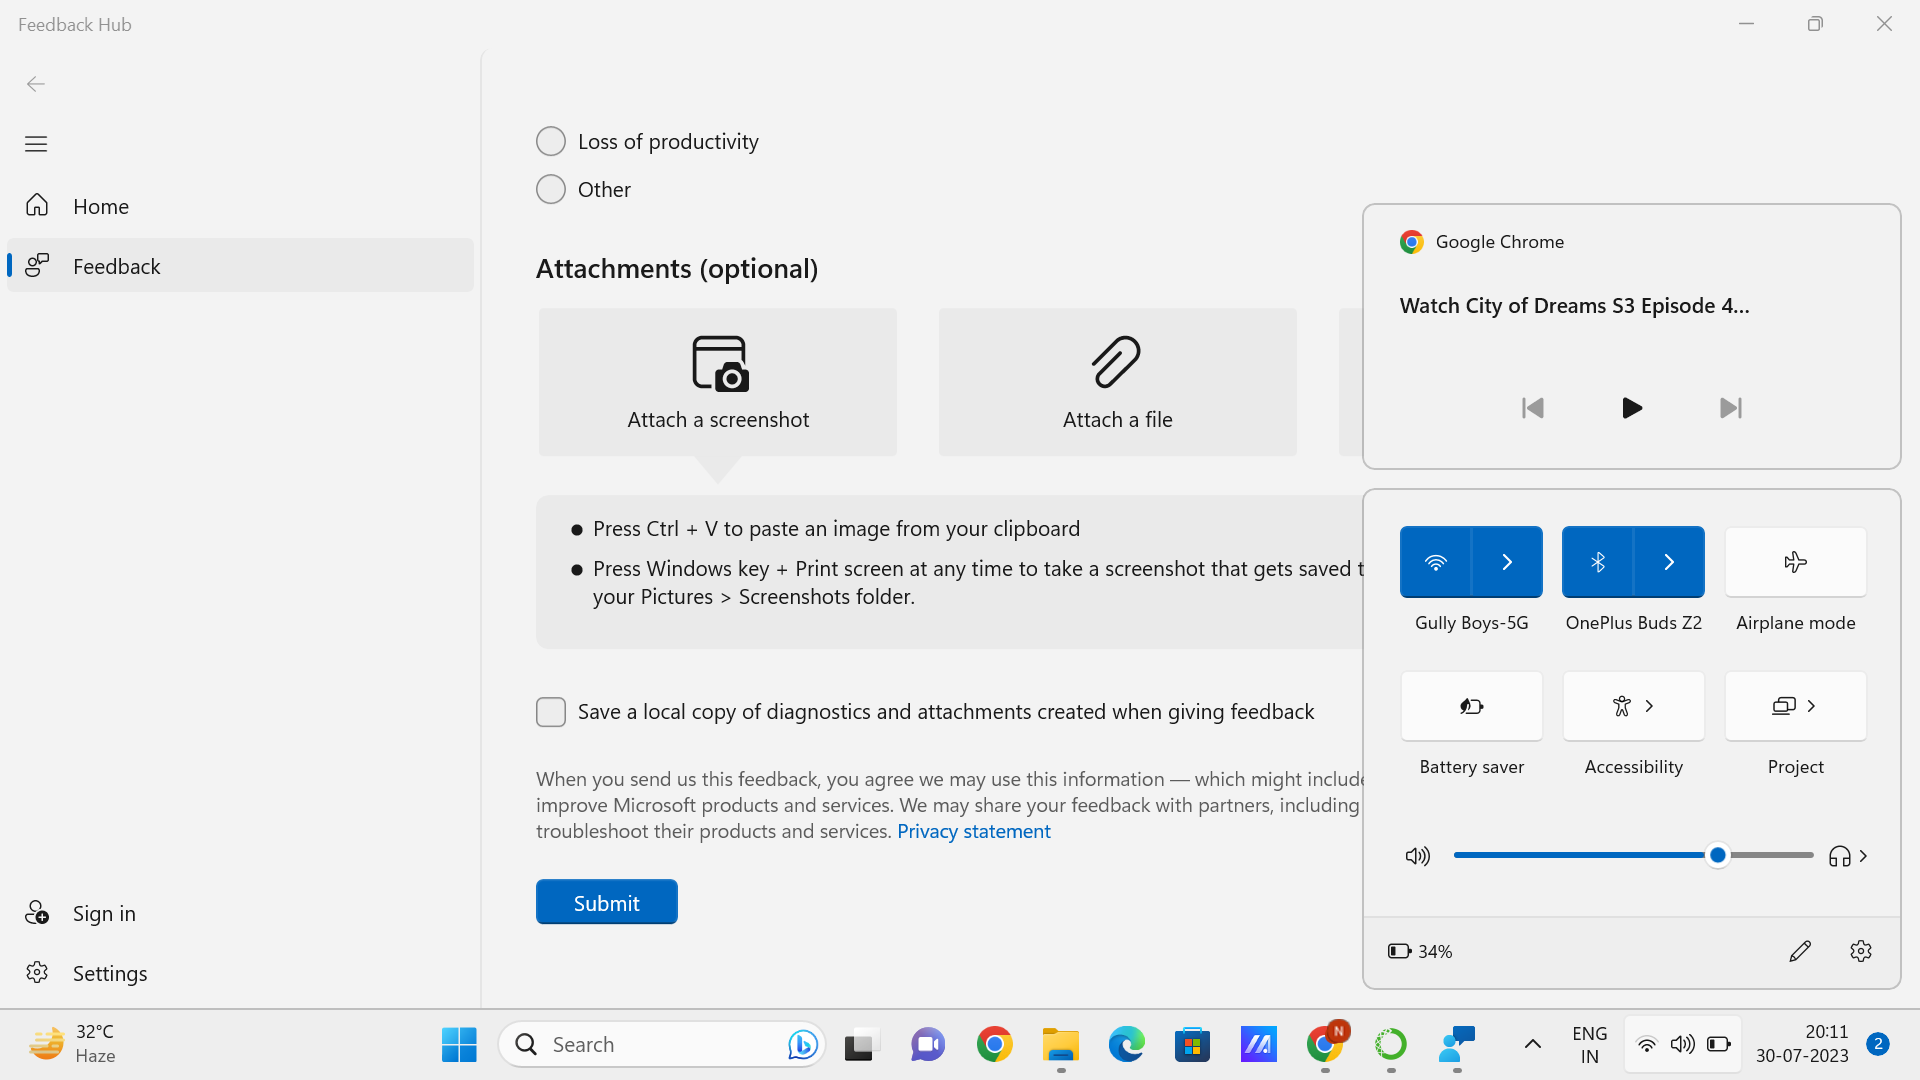 Feedback Hub
Home
Feedback
Sign in
Settings
Loss of productivity
Other
Attachments (optional)
Attach a screenshot
Attach a file
● Press Ctrl + V to paste an image from your clipboard
● Press Windows key + Print screen at any time to take a screenshot that gets saved t
your Pictures > Screenshots folder.
Save a local copy of diagnostics and attachments created when giving feedback
When you send us this feedback, you agree we may use this information — which might include
improve Microsoft products and services. We may share your feedback with partners, including
troubleshoot their products and services. Privacy statement
Submit
Google Chrome
Watch City of Dreams S3 Episode 4...
Gully Boys-5G
OnePlus Buds Z2
Airplane mode
Battery saver
Accessibility
Project
34%
32°C
Haze
Search
N
ENG
IN
20:11
30-07-2023
2